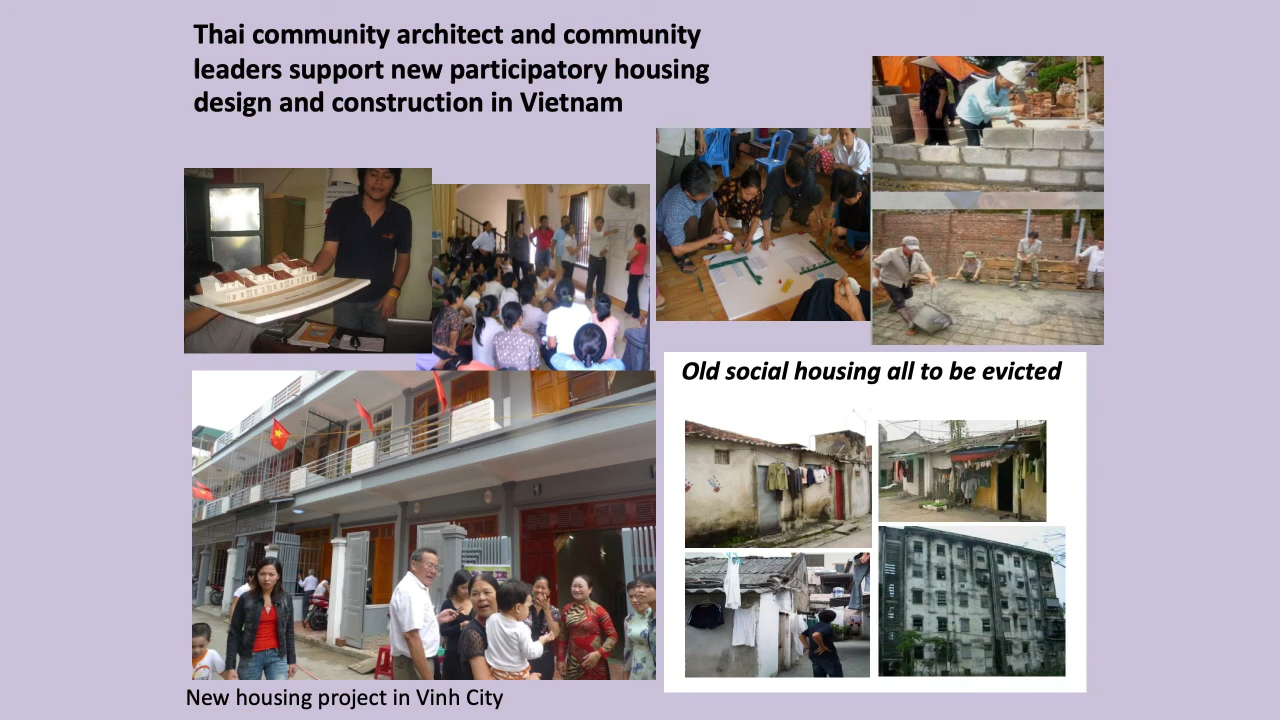 Thai community architect and community
leaders support new participatory housing
design and construction in Vietnam
Old social housing all to be evicted
New housing project in Vinh City